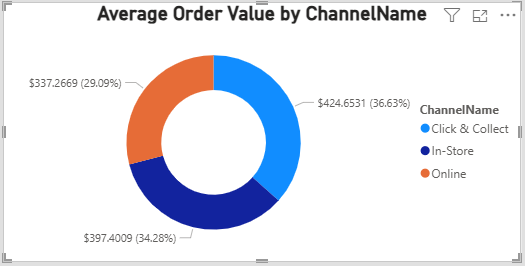 Average Order Value by ChannelName
$337.2669 (29.09%)
$424.6531 (36.63%)
$397.4009 (34.28%)
ChannelName
Click & Collect
In-Store
Online